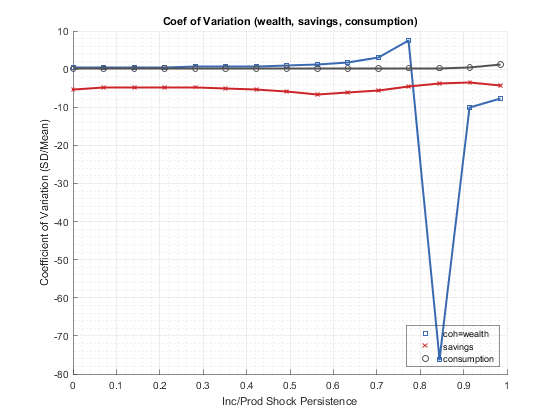 Coef of Variation (wealth, savings, consumption)
10
0
-10
-20
-30
-40
-50
-60
-70
-80
Coefficient of Variation (SD/Mean)
coh=wealth
savings
consumption
0 0.1 0.2 0.3 0.4 0.5 0.6 0.7 0.8 0.9 1
Inc/Prod Shock Persistence